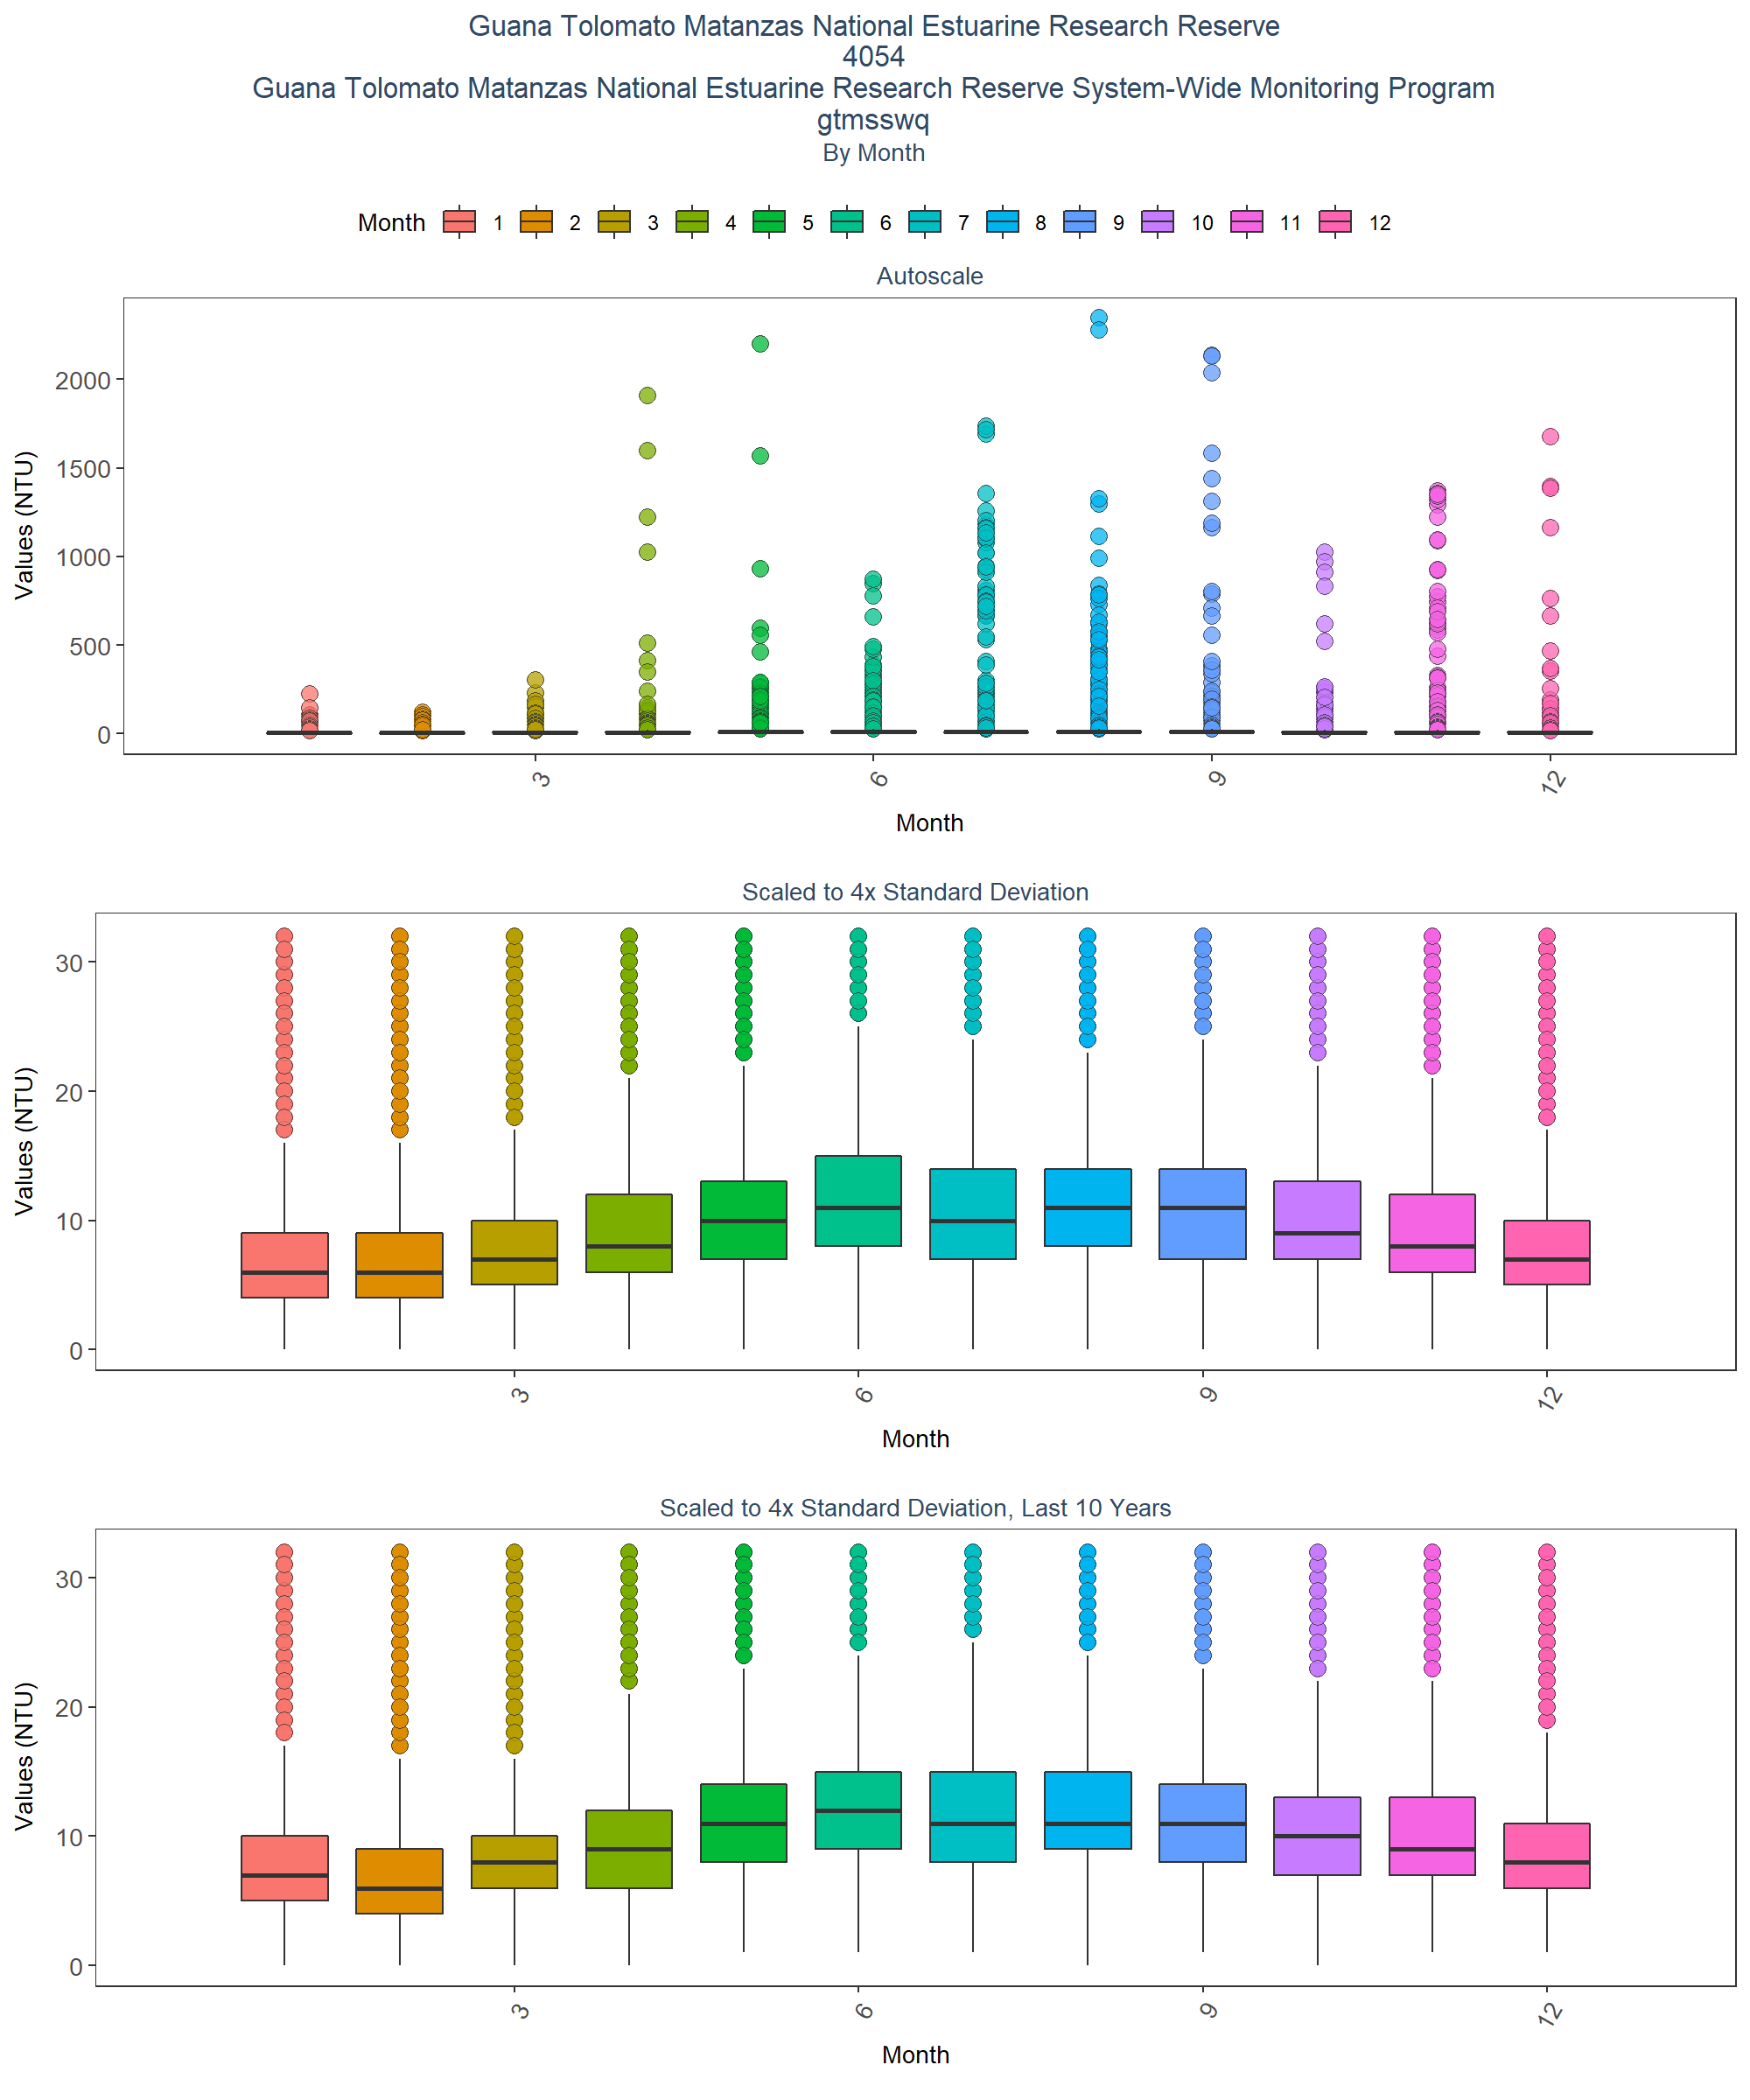 Guana Tolomato Matanzas National Estuarine Research Reserve
4054
Guana Tolomato Matanzas National Estuarine Research Reserve System-Wide Monitoring Program
gtmsswq
By Month
Month 1 2 3 4 5 6 7 8 9 10 11 12
Autoscale
Values (NTU)
2000
1500
1000
500
0
3 6 9 12
Month
Scaled to 4x Standard Deviation
Values (NTU)
30
20
10
0
3 6 9 12
Month
Scaled to 4x Standard Deviation, Last 10 Years
Values (NTU)
30
20
10
0
3 6 9 12
Month